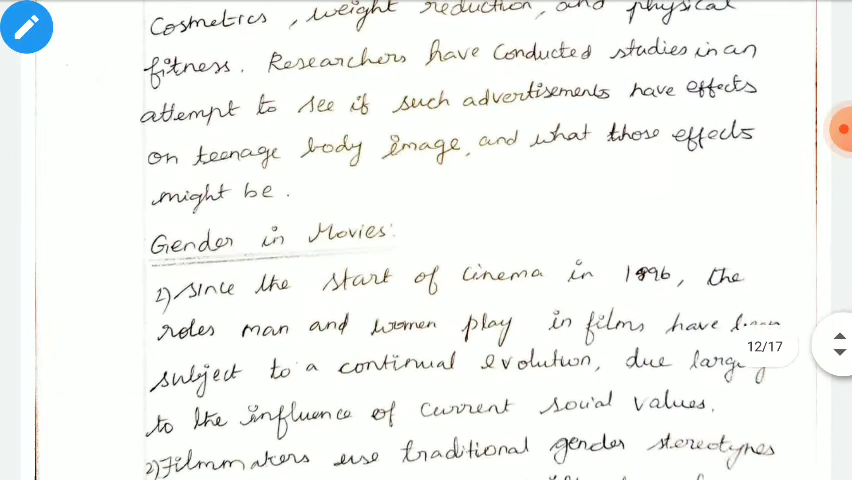 Cosmetics, weight reduction, and physical
fitness. Researchers have conducted studies in an
attempt to see if such advertisements have effects
on teenage body image, and what those effects
might be.
Gender in Movies:
1) Since the start of cinema in 1896, the
roles man and women play in films have
12/17
subject to a continual evolution, due largely
to the influence of current social values.
2) Filmmakers use traditional gender stereotypes